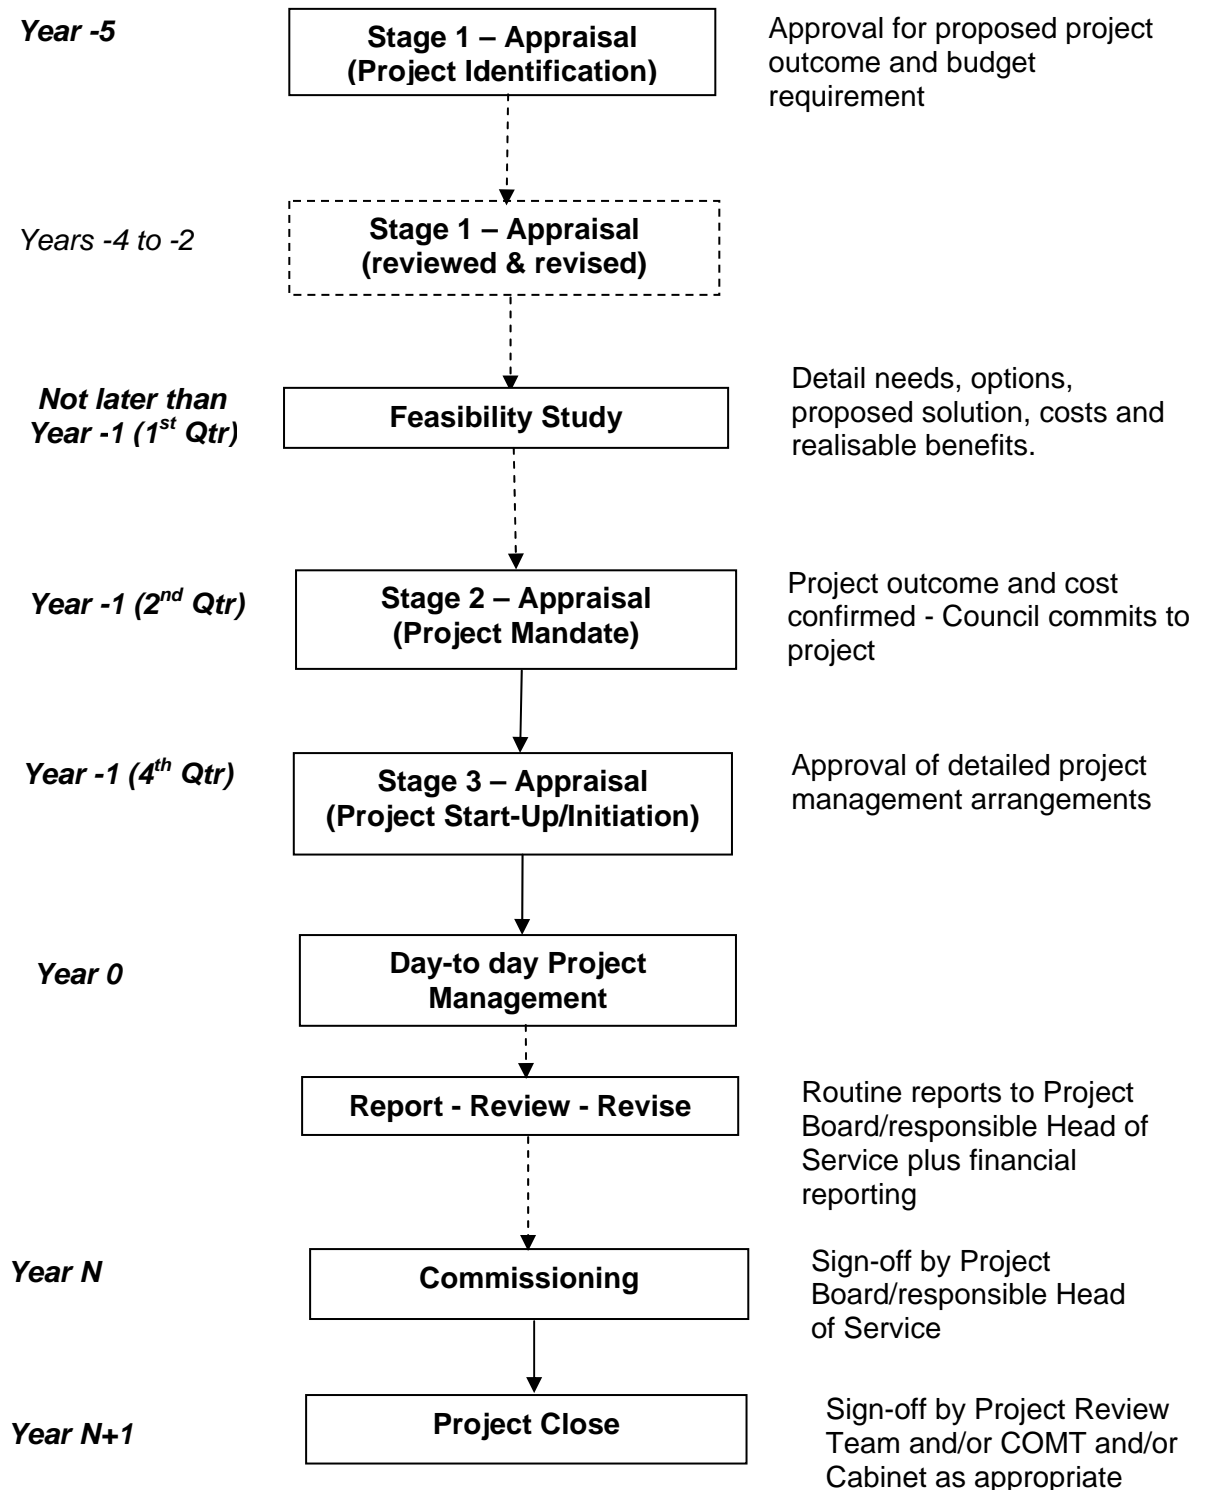 Year -5
Stage 1 – Appraisal
(Project Identification)
Approval for proposed project
outcome and budget
requirement
Years -4 to -2
Stage 1 – Appraisal
(reviewed & revised)
Not later than
Year -1 (1st Qtr)
Feasibility Study
Detail needs, options,
proposed solution, costs and
realisable benefits.
Year -1 (2nd Qtr)
Stage 2 – Appraisal
(Project Mandate)
Project outcome and cost
confirmed - Council commits to
project
Year -1 (4th Qtr)
Stage 3 – Appraisal
(Project Start-Up/Initiation)
Approval of detailed project
management arrangements
Year 0
Day-to day Project
Management
Report - Review - Revise
Routine reports to Project
Board/responsible Head of
Service plus financial
reporting
Year N
Commissioning
Sign-off by Project
Board/responsible Head
of Service
Year N+1
Project Close
Sign-off by Project Review
Team and/or COMT and/or
Cabinet as appropriate